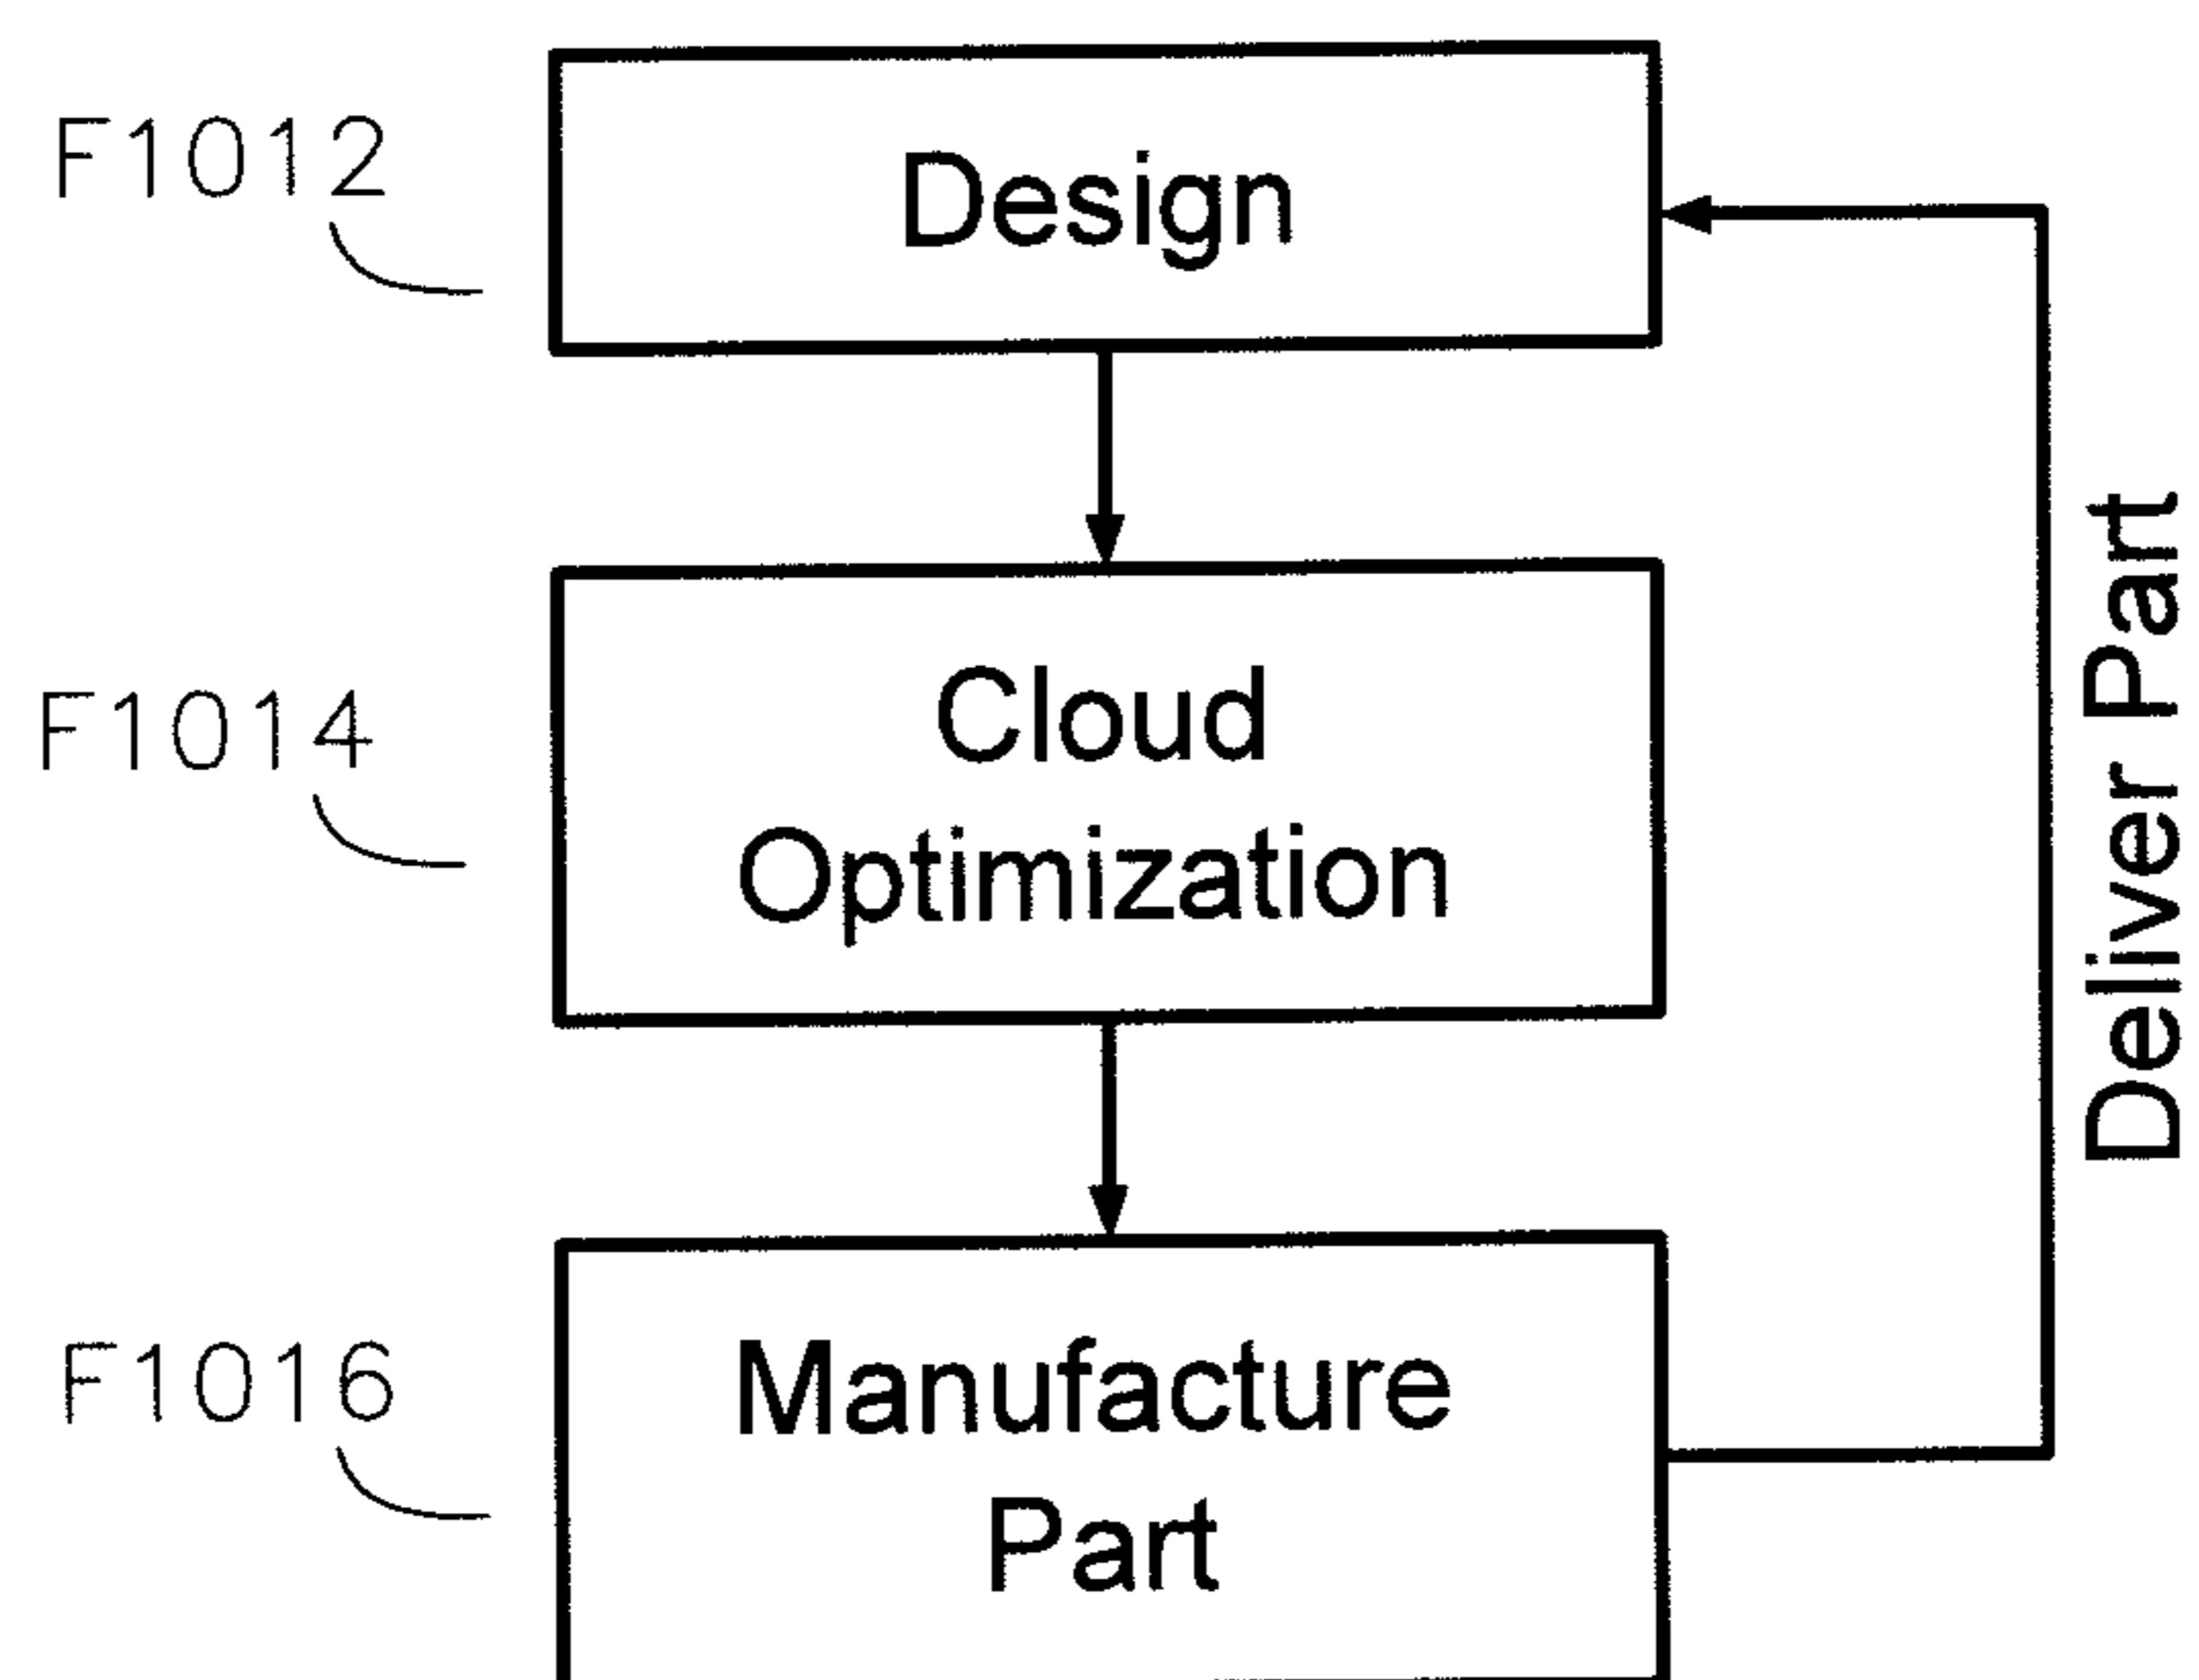 F1012
Design
F1014
Cloud
Optimization
F1016
Manufacture
Part
Deliver Part